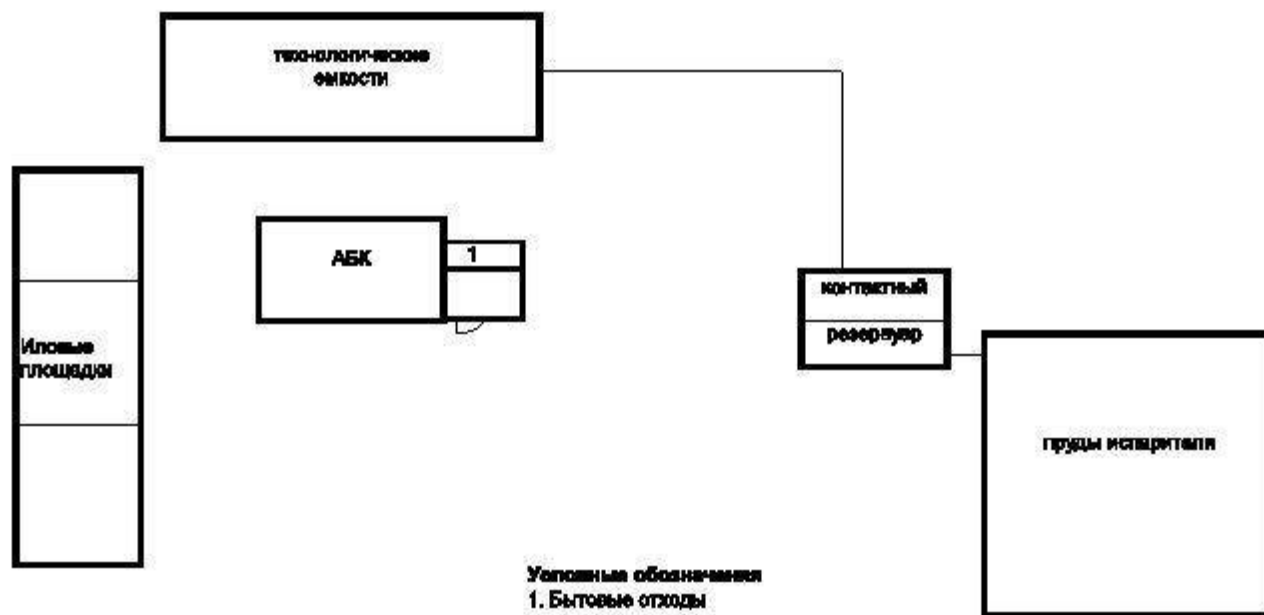 технологические
емкости
АБК
1
контактный
резервуар
Иловые
площадки
пруды испарители
Условные обозначения
1. Бытовые отходы